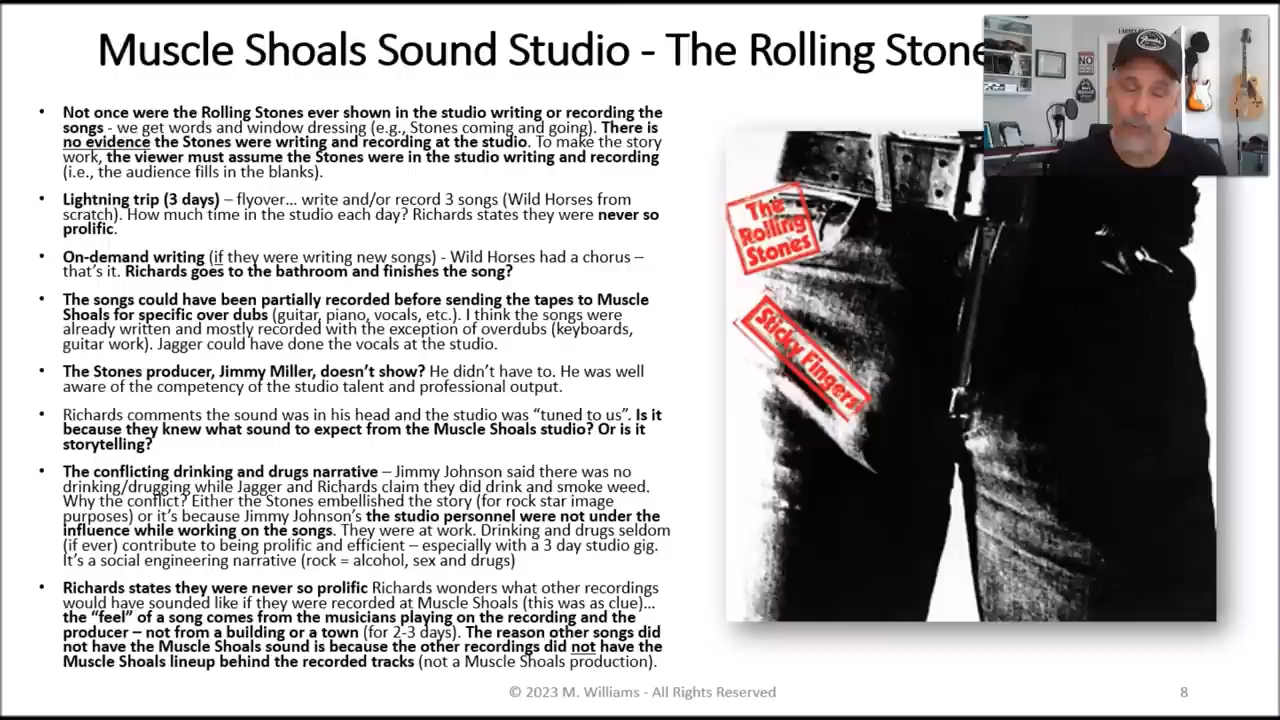 Muscle Shoals Sound Studio - The Rolling Stone
• Not once were the Rolling Stones ever shown in the studio writing or recording the
songs - we get words and window dressing (e.g., Stones coming and going). There is
no evidence the Stones were writing and recording at the studio. To make the story
work, the viewer must assume the Stones were in the studio writing and recording
(i.e., the audience fills in the blanks).
• Lightning trip (3 days) – flyover... write and/or record 3 songs (Wild Horses from
scratch). How much time in the studio each day? Richards states they were never so
prolific.
• On-demand writing (if they were writing new songs) - Wild Horses had a chorus –
that's it. Richards goes to the bathroom and finishes the song?
• The songs could have been partially recorded before sending the tapes to Muscle
Shoals for specific over dubs (guitar, piano, vocals, etc.). I think the songs were
already written and mostly recorded with the exception of overdubs (keyboards,
guitar work). Jagger could have done the vocals at the studio.
• The Stones producer, Jimmy Miller, doesn't show? He didn't have to. He was well
aware of the competency of the studio talent and professional output.
• Richards comments the sound was in his head and the studio was "tuned to us". Is it
because they knew what sound to expect from the Muscle Shoals studio? Or is it
storytelling?
• The conflicting drinking and drugs narrative – Jimmy Johnson said there was no
drinking/drugging while Jagger and Richards claim they did drink and smoke weed.
Why the conflict? Either the Stones embellished the story (for rock star image
purposes) or it's because Jimmy Johnson's the studio personnel were not under the
influence while working on the songs. They were at work. Drinking and drugs seldom
(if ever) contribute to being prolific and efficient – especially with a 3 day studio gig.
It's a social engineering narrative (rock = alcohol, sex and drugs)
• Richards states they were never so prolific Richards wonders what other recordings
would have sounded like if they were recorded at Muscle Shoals (this was as clue)...
the "feel" of a song comes from the musicians playing on the recording and the
producer – not from a building or a town (for 2-3 days). The reason other songs did
not have the Muscle Shoals sound is because the other recordings did not have the
Muscle Shoals lineup behind the recorded tracks (not a Muscle Shoals production).
The
Rolling
Stones
Sticky Fingers
NO
© 2023 M. Williams - All Rights Reserved
8